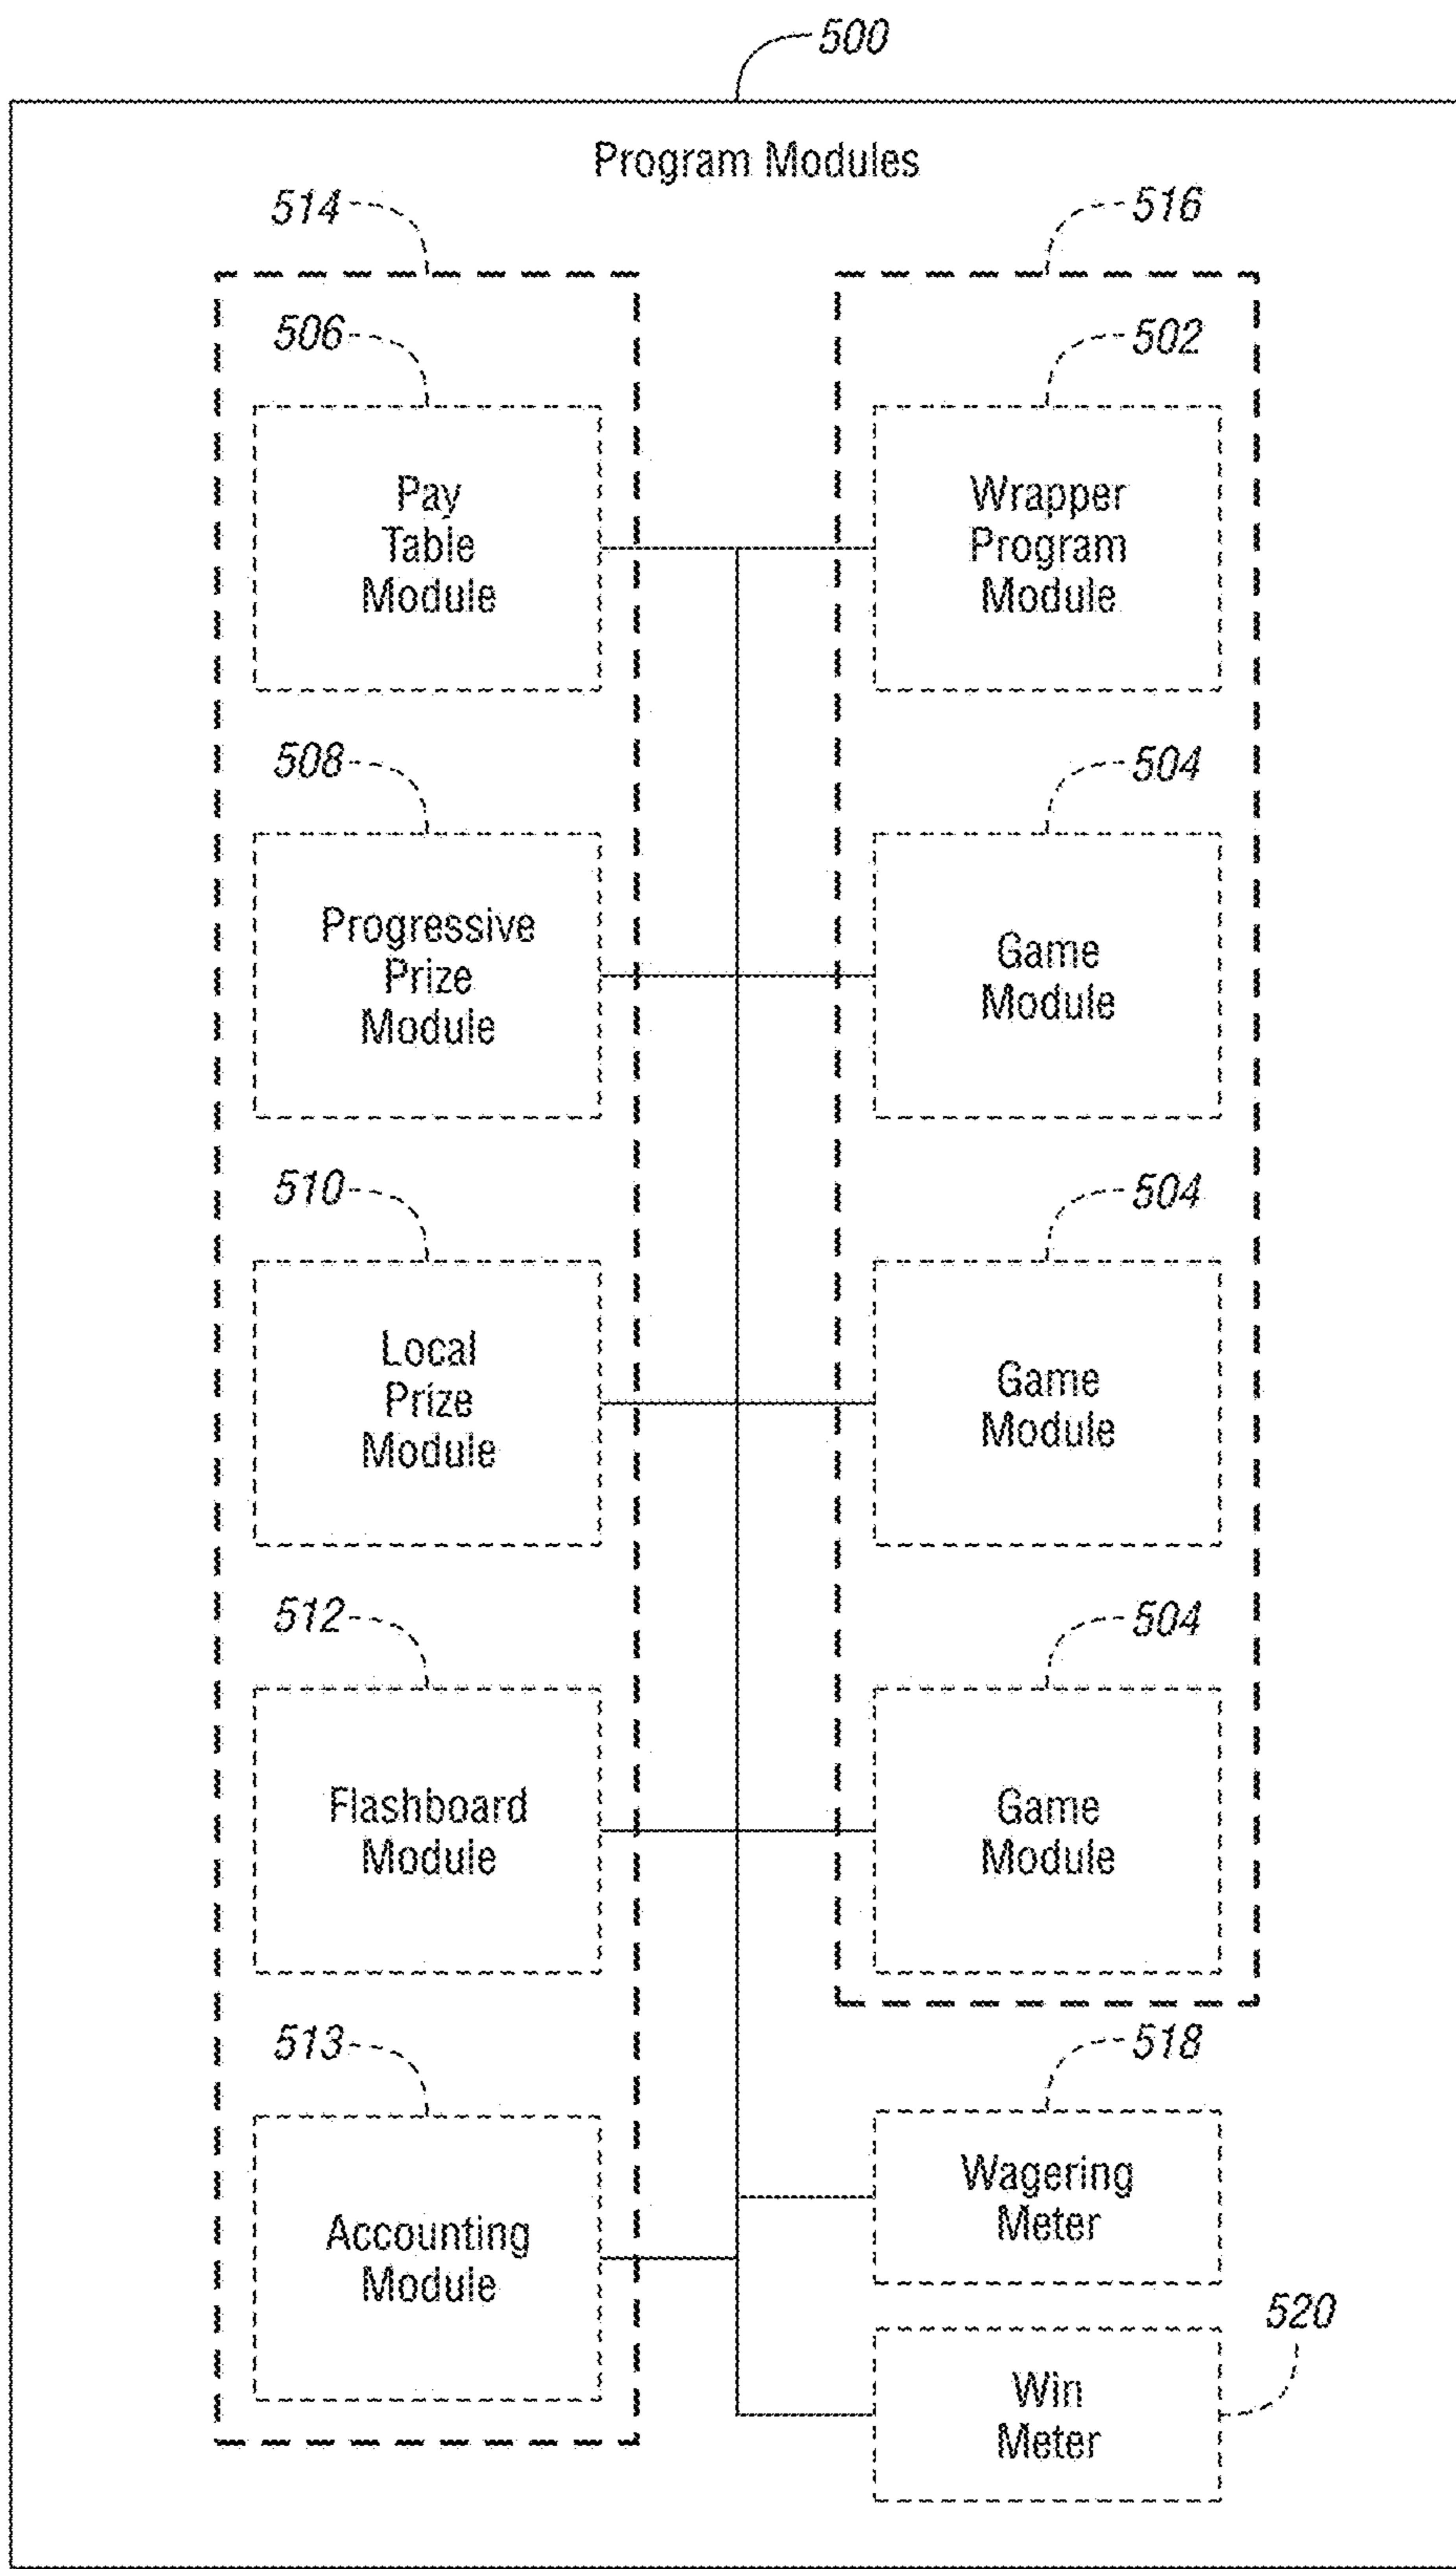 500
Program Modules
514
516
506
502
Pay
Table
Module
Wrapper
Program
Module
508
504
Progressive
Prize
Module
Game
Module
510
504
Local
Prize
Module
Game
Module
512
504
Flashboard
Module
Game
Module
513
518
Accounting
Module
Wagering
Meter
520
Win
Meter